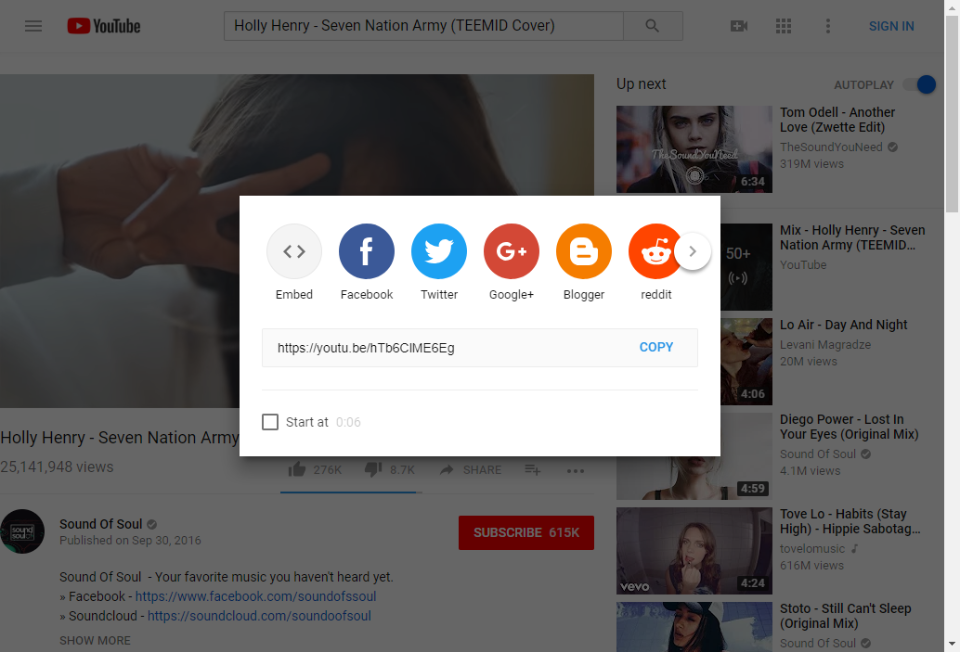 YouTube
Holly Henry - Seven Nation Army (TEEMID Cover)
SIGN IN
Up next
AUTOPLAY
TheSoundYouNeed
6:34
Tom Odell - Another
Love (Zwette Edit)
TheSoundYouNeed
319M views
50+
Mix - Holly Henry - Seven
Nation Army (TEEMID...
YouTube
4:06
Lo Air - Day And Night
Levani Magradze
20M views
4:59
Diego Power - Lost In
Your Eyes (Original Mix)
Sound Of Soul
4.1M views
vevo
4:24
Tove Lo - Habits (Stay
High) - Hippie Sabotag...
tovelomusic
616M views
Stoto - Still Can't Sleep
(Original Mix)
Sound Of Soul
Embed
Facebook
Twitter
Google+
Blogger
reddit
https://youtu.be/hTb6ClME6Eg
COPY
Start at 0:06
Holly Henry - Seven Nation Army
25,141,948 views
276K
8.7K
SHARE
sound of soul
Sound Of Soul
Published on Sep 30, 2016
SUBSCRIBE 615K
Sound Of Soul - Your favorite music you haven't heard yet.
» Facebook - https://www.facebook.com/soundofssoul
» Soundcloud - https://soundcloud.com/soundoofsoul
SHOW MORE